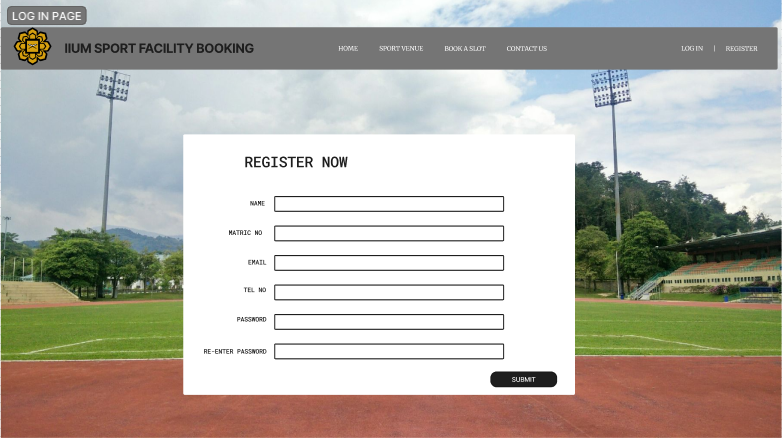 LOG IN PAGE
IIUM SPORT FACILITY BOOKING
HOME SPORT VENUE BOOK A SLOT CONTACT US LOG IN | REGISTER
REGISTER NOW
NAME
MATRIC NO
EMAIL
TEL NO
PASSWORD
RE-ENTER PASSWORD
SUBMIT